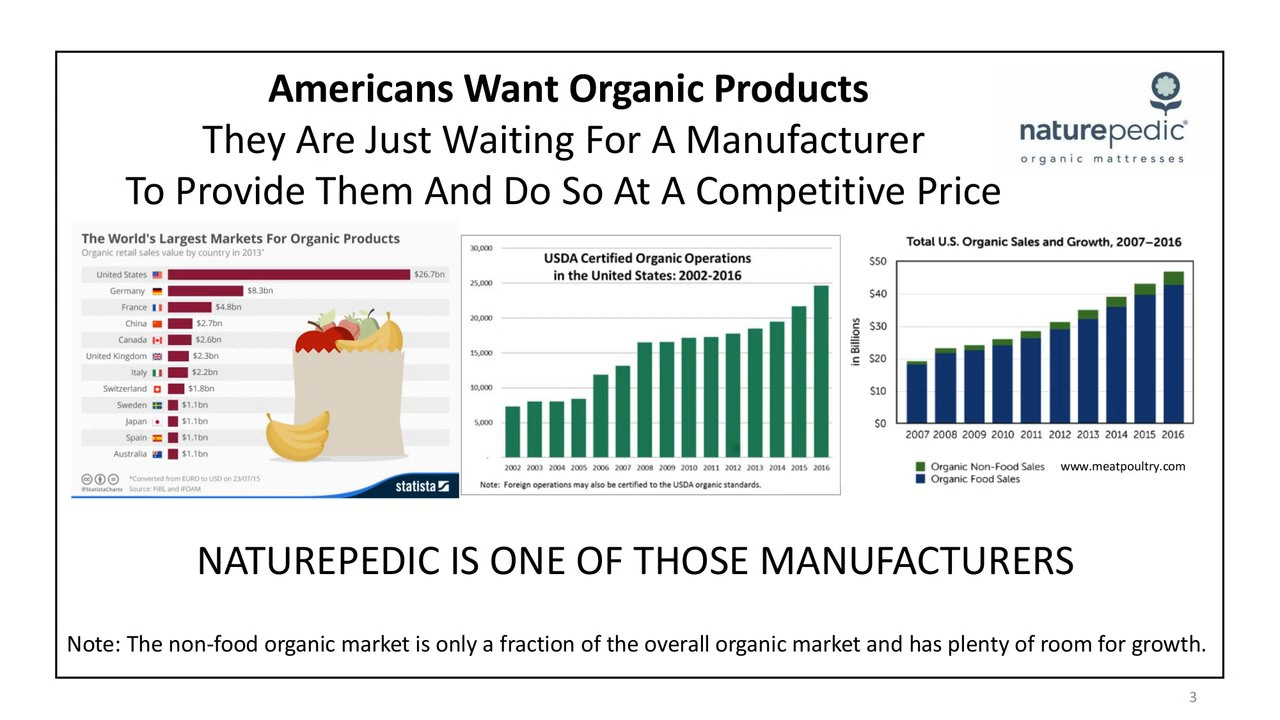 Americans Want Organic Products
They Are Just Waiting For A Manufacturer
To Provide Them And Do So At A Competitive Price
naturepedic®
organic mattresses
The World's Largest Markets For Organic Products
Organic retail sales value by country in 2013*
United States $26.7bn
Germany $8.3bn
France $4.8bn
China $2.7bn
Canada $2.6bn
United Kingdom $2.3bn
Italy $2.2bn
Switzerland $1.8bn
Sweden $1.1bn
Japan $1.1bn
Spain $1.1bn
Australia $1.1bn
*Converted from EURO to USD on 23/07/15
@StatistaCharts Source: FiBL and IFOAM
statista
USDA Certified Organic Operations
in the United States: 2002-2016
30,000
25,000
20,000
15,000
10,000
5,000
-
2002 2003 2004 2005 2006 2007 2008 2009 2010 2011 2012 2013 2014 2015 2016
Note: Foreign operations may also be certified to the USDA organic standards.
Total U.S. Organic Sales and Growth, 2007–2016
in Billions
$50
$40
$30
$20
$10
$0
2007 2008 2009 2010 2011 2012 2013 2014 2015 2016
Organic Non-Food Sales www.meatpoultry.com
Organic Food Sales
NATUREPEDIC IS ONE OF THOSE MANUFACTURERS
Note: The non-food organic market is only a fraction of the overall organic market and has plenty of room for growth.
3